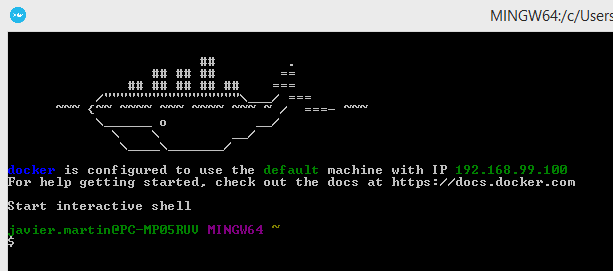 MINGW64:/c/Users
                        ##         .
                  ## ## ##        ==
               ## ## ## ## ##    ===
           /"""""""""""""""""\___/ ===
      ~~~ {~~ ~~~~ ~~~ ~~~~ ~~~ ~ /  ===- ~~~
           \______ o           __/
             \    \         __/
              \____\_______/
docker is configured to use the default machine with IP 192.168.99.100
For help getting started, check out the docs at https://docs.docker.com
Start interactive shell
javier.martin@PC-MP05RUV MINGW64 ~
$